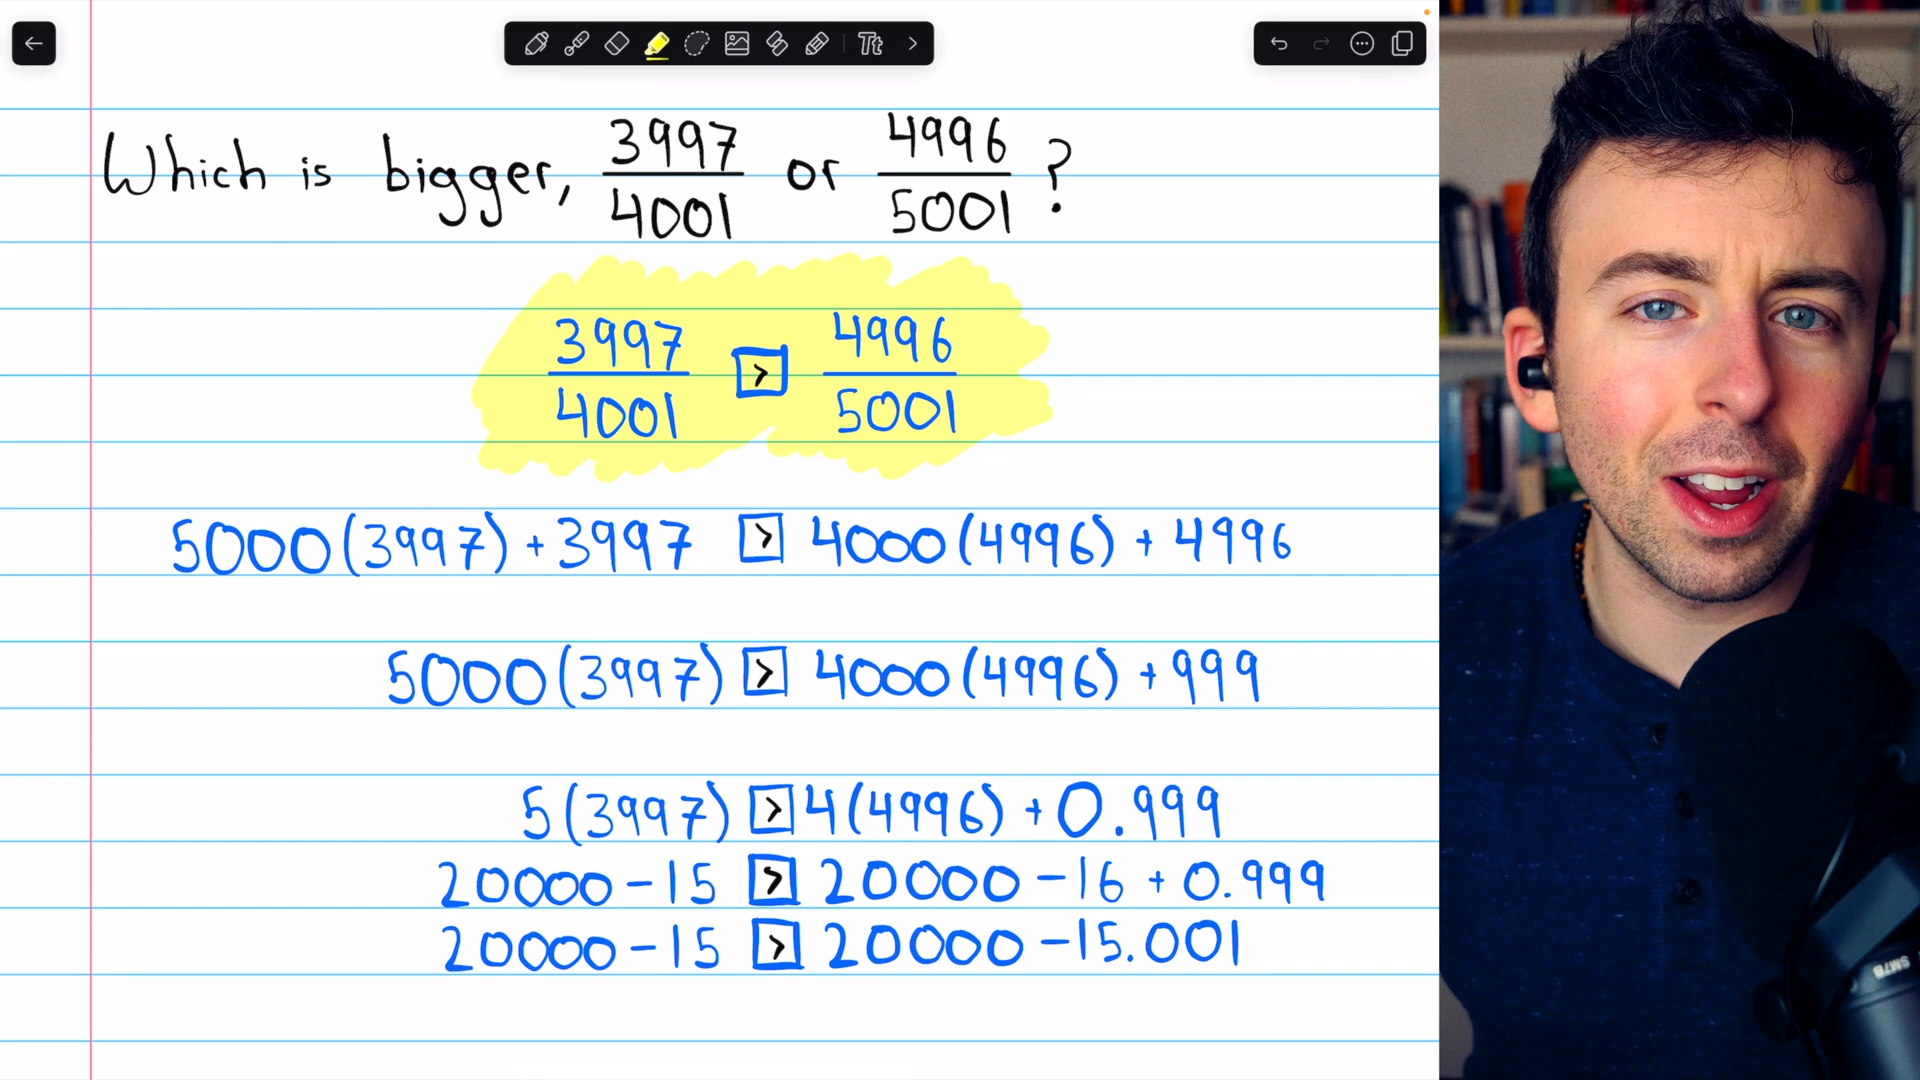 Which is bigger, 3997/4001 or 4996/5001 ?
3997/4001 > 4996/5001
5000(3997) + 3997 > 4000(4996) + 4996
5000(3997) > 4000(4996) + 999
5(3997) > 4(4996) + 0.999
20000 - 15 > 20000 - 16 + 0.999
20000 - 15 > 20000 - 15.001
Tt
SM7B